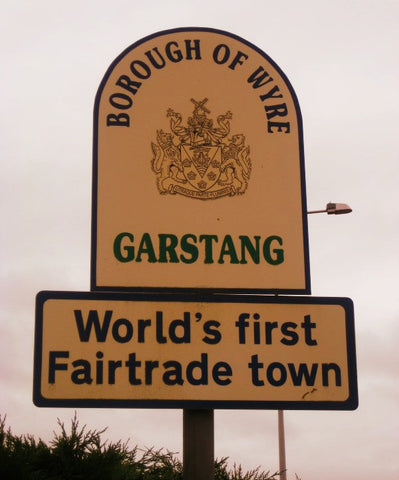 BOROUGH OF WYRE
GARSTANG
World's first
Fairtrade town